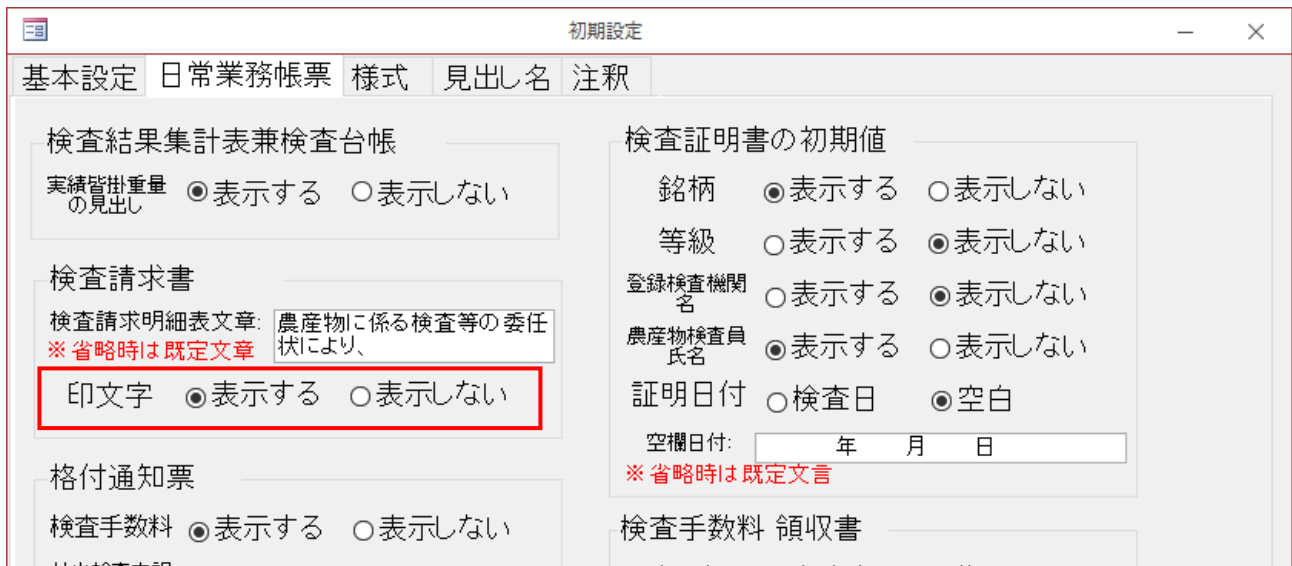 初期設定
基本設定 日常業務帳票 様式 見出し名 注釈
検査結果集計表兼検査台帳
実績皆掛重量
の見出し
表示する 表示しない
検査請求書
検査請求明細表文章:
※省略時は既定文章
農産物に係る検査等の委任
状により、
印文字 表示する 表示しない
格付通知票
検査手数料 表示する 表示しない
検査証明書の初期値
銘柄 表示する 表示しない
等級 表示する 表示しない
登録検査機関
名
表示する 表示しない
農産物検査員
氏名
表示する 表示しない
証明日付 検査日 空白
空欄日付: 年 月 日
※省略時は既定文言
検査手数料 領収書